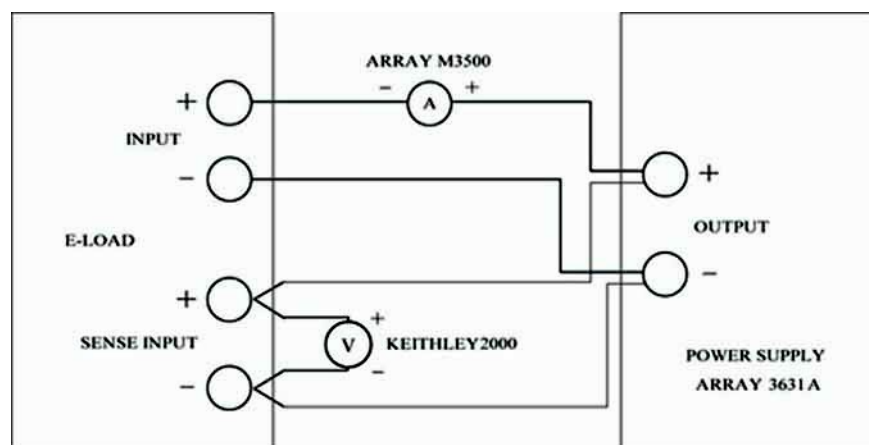 ARRAY M3500
+
− A +
INPUT
−
+
OUTPUT
−
E-LOAD
+
SENSE INPUT
−
+
V KEITHLEY2000
−
POWER SUPPLY
ARRAY 3631A